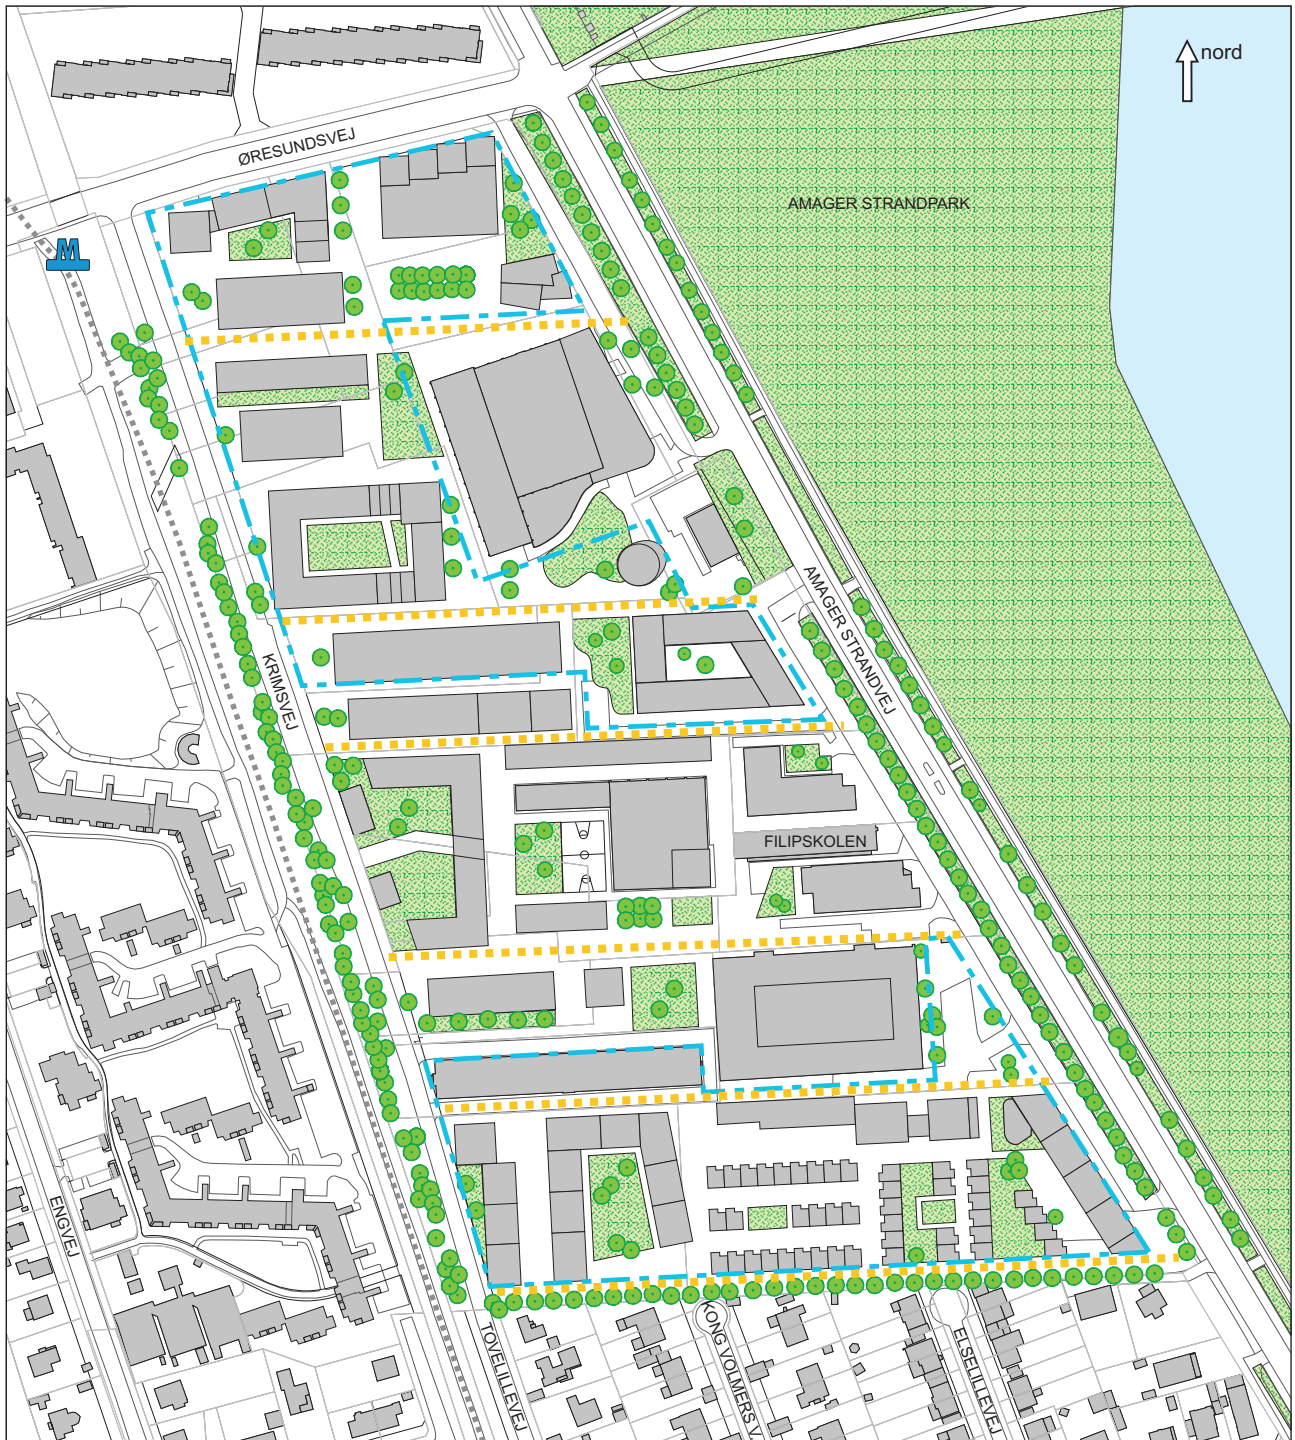 nord
ØRESUNDSVEJ
AMAGER STRANDPARK
M
AMAGER STRANDVEJ
KRIMSVEJ
FILIPSKOLEN
ENGVEJ
TOVELILLEVEJ
KONG VOLMERS V
ELSELILLEVEJ